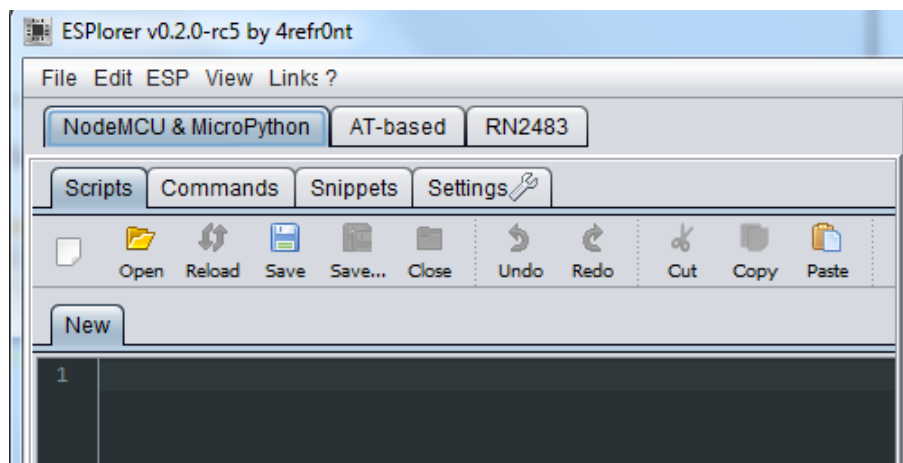 ESPlorer v0.2.0-rc5 by 4refr0nt
File Edit ESP View Links ?
NodeMCU & MicroPython AT-based RN2483
Scripts Commands Snippets Settings
Open Reload Save Save... Close Undo Redo Cut Copy Paste
New
1